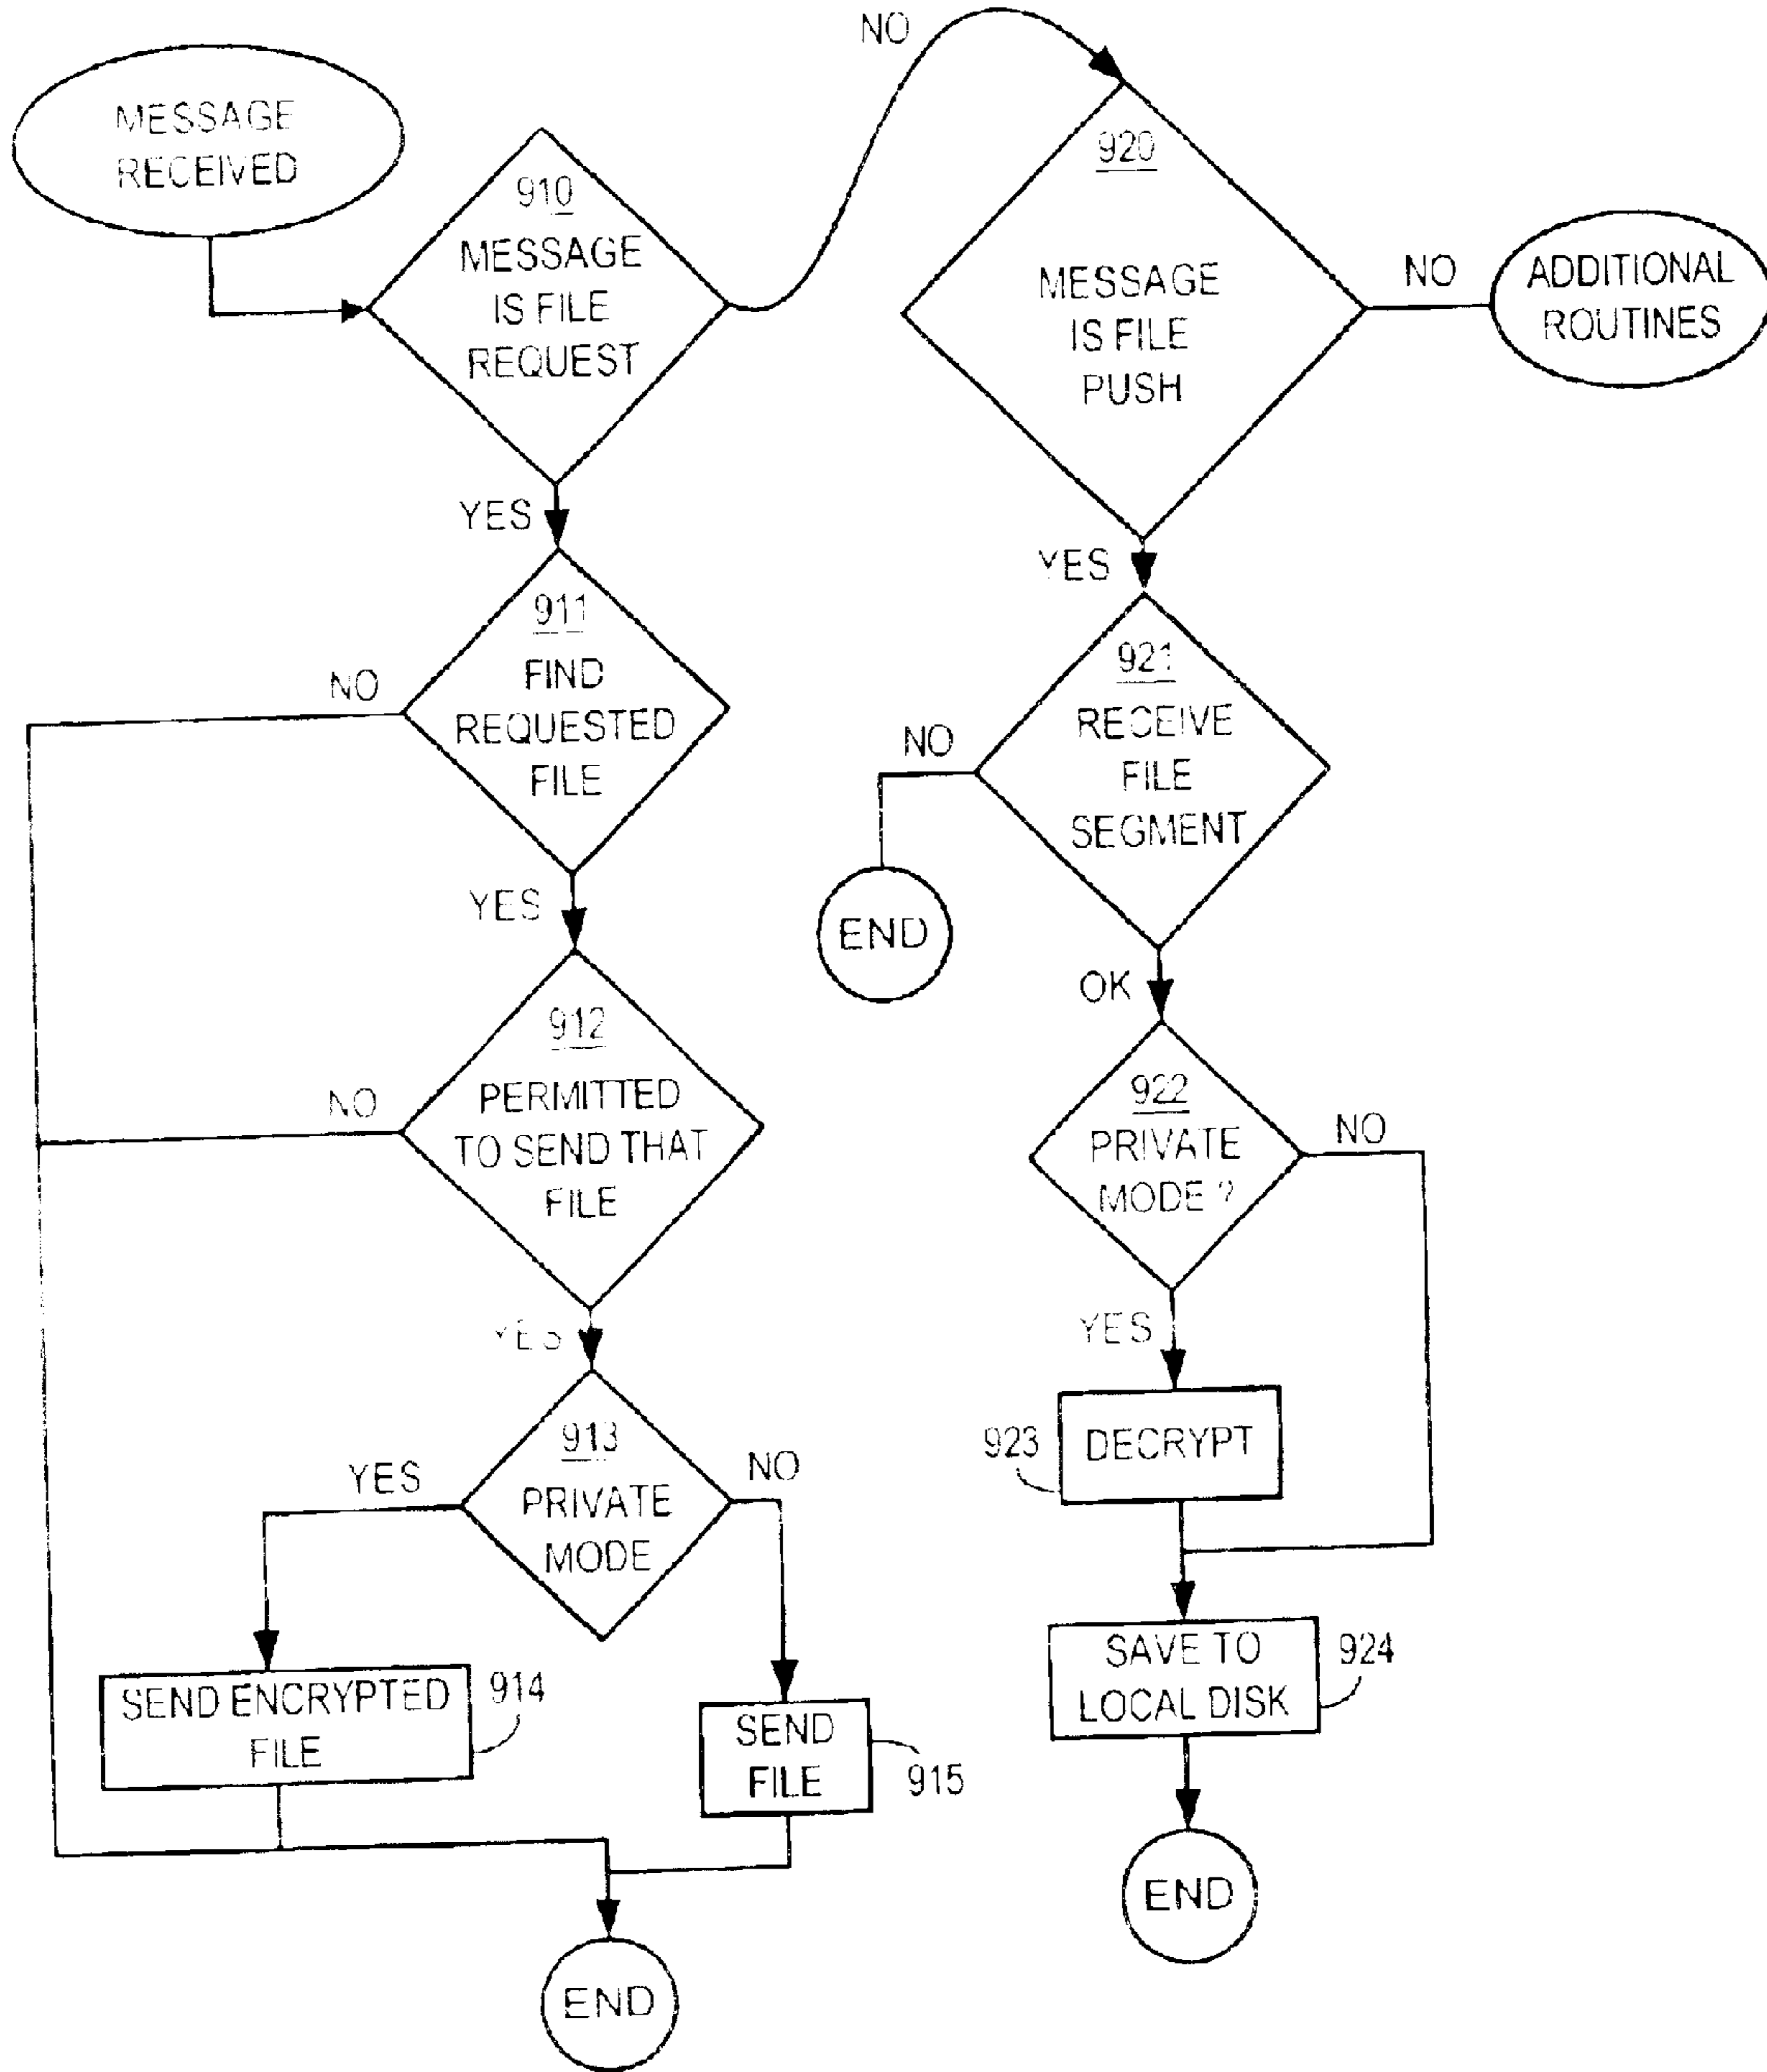 MESSAGE
RECEIVED
910
MESSAGE
IS FILE
REQUEST
NO
YES
911
FIND
REQUESTED
FILE
NO
YES
912
PERMITTED
TO SEND THAT
FILE
NO
YES
913
PRIVATE
MODE
YES
NO
SEND ENCRYPTED
FILE
914
SEND
FILE
915
END
920
MESSAGE
IS FILE
PUSH
NO
ADDITIONAL
ROUTINES
YES
921
RECEIVE
FILE
SEGMENT
NO
END
OK
922
PRIVATE
MODE ?
NO
YES
923
DECRYPT
SAVE TO
LOCAL DISK
924
END